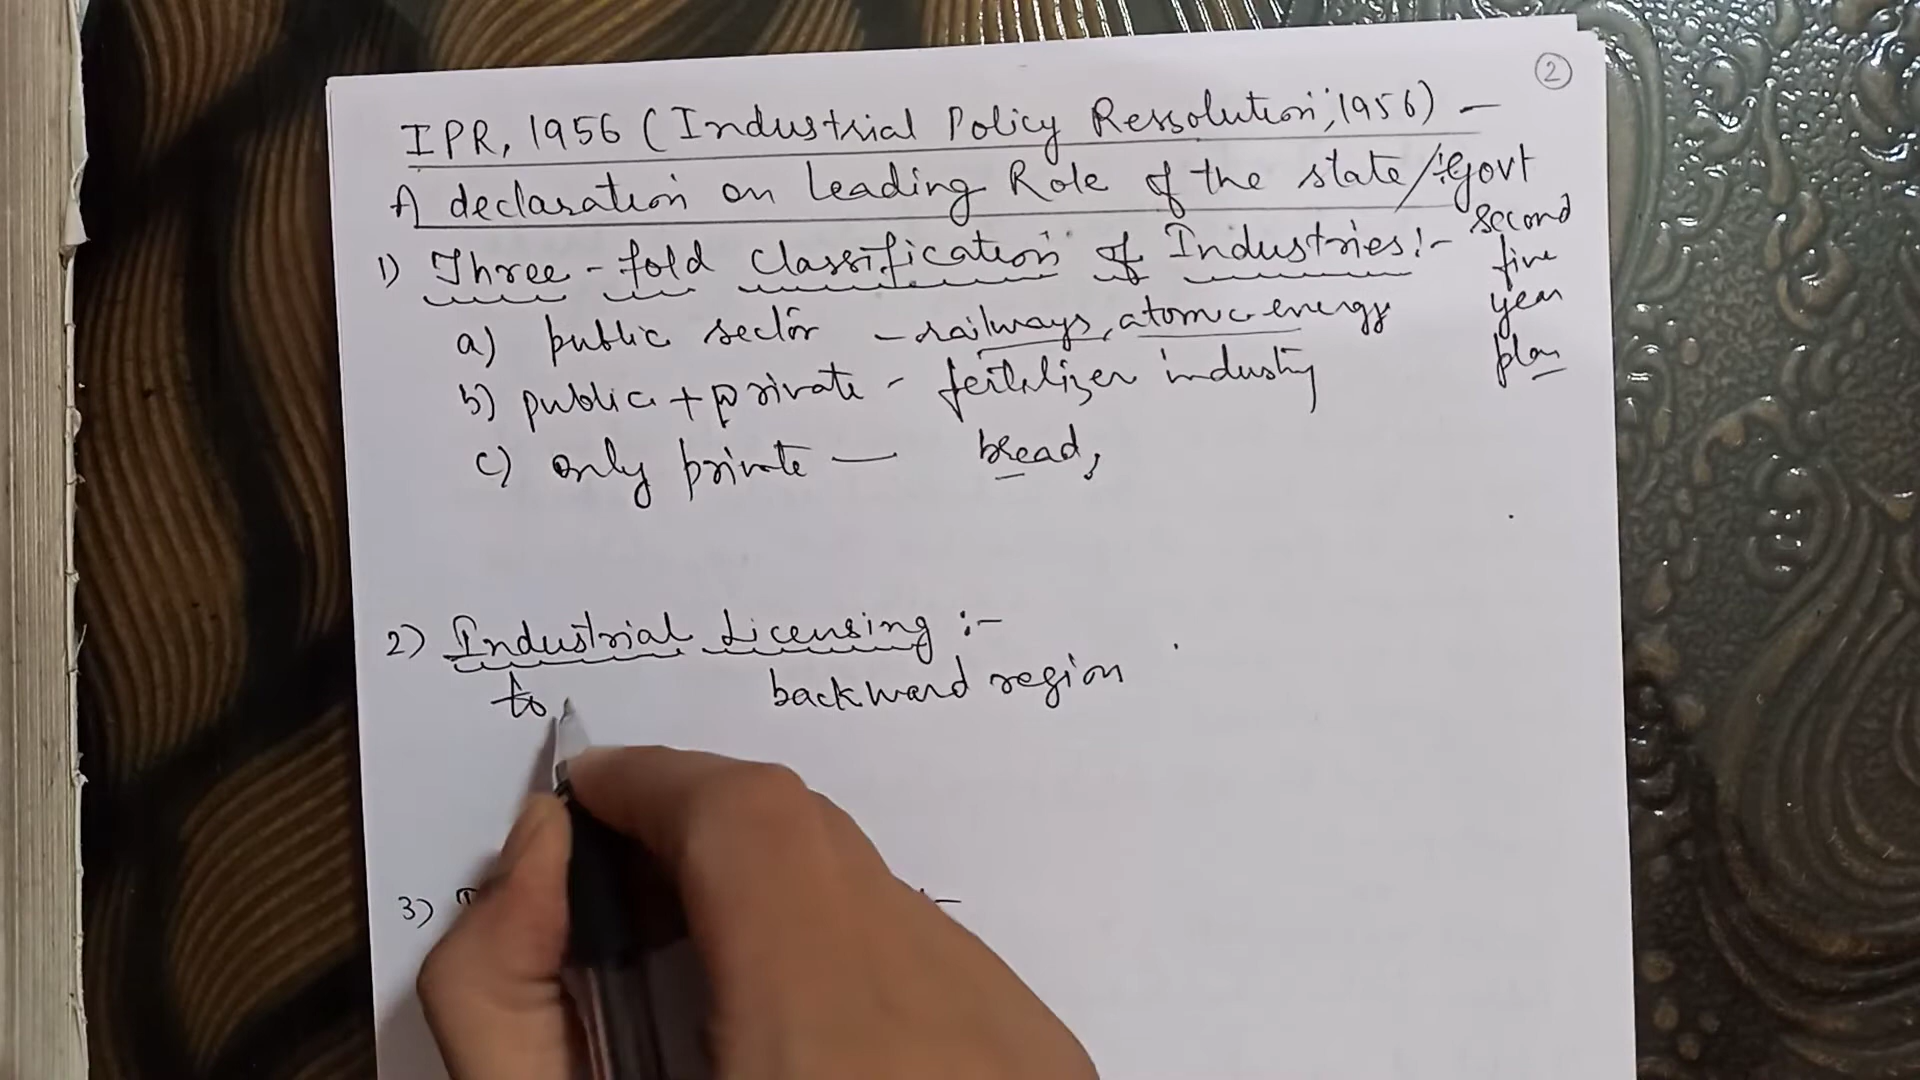 2
IPR, 1956 (Industrial Policy Ressolution, 1956) -
A declaration on Leading Role of the state/Govt
1) Three-fold classification of Industries:-
second
five
year
plan
a) public sector - railways, atomic energy
b) public + private - fertilizer industry
c) only private - bread,
2) Industrial Licensing :-
to backward region
3)